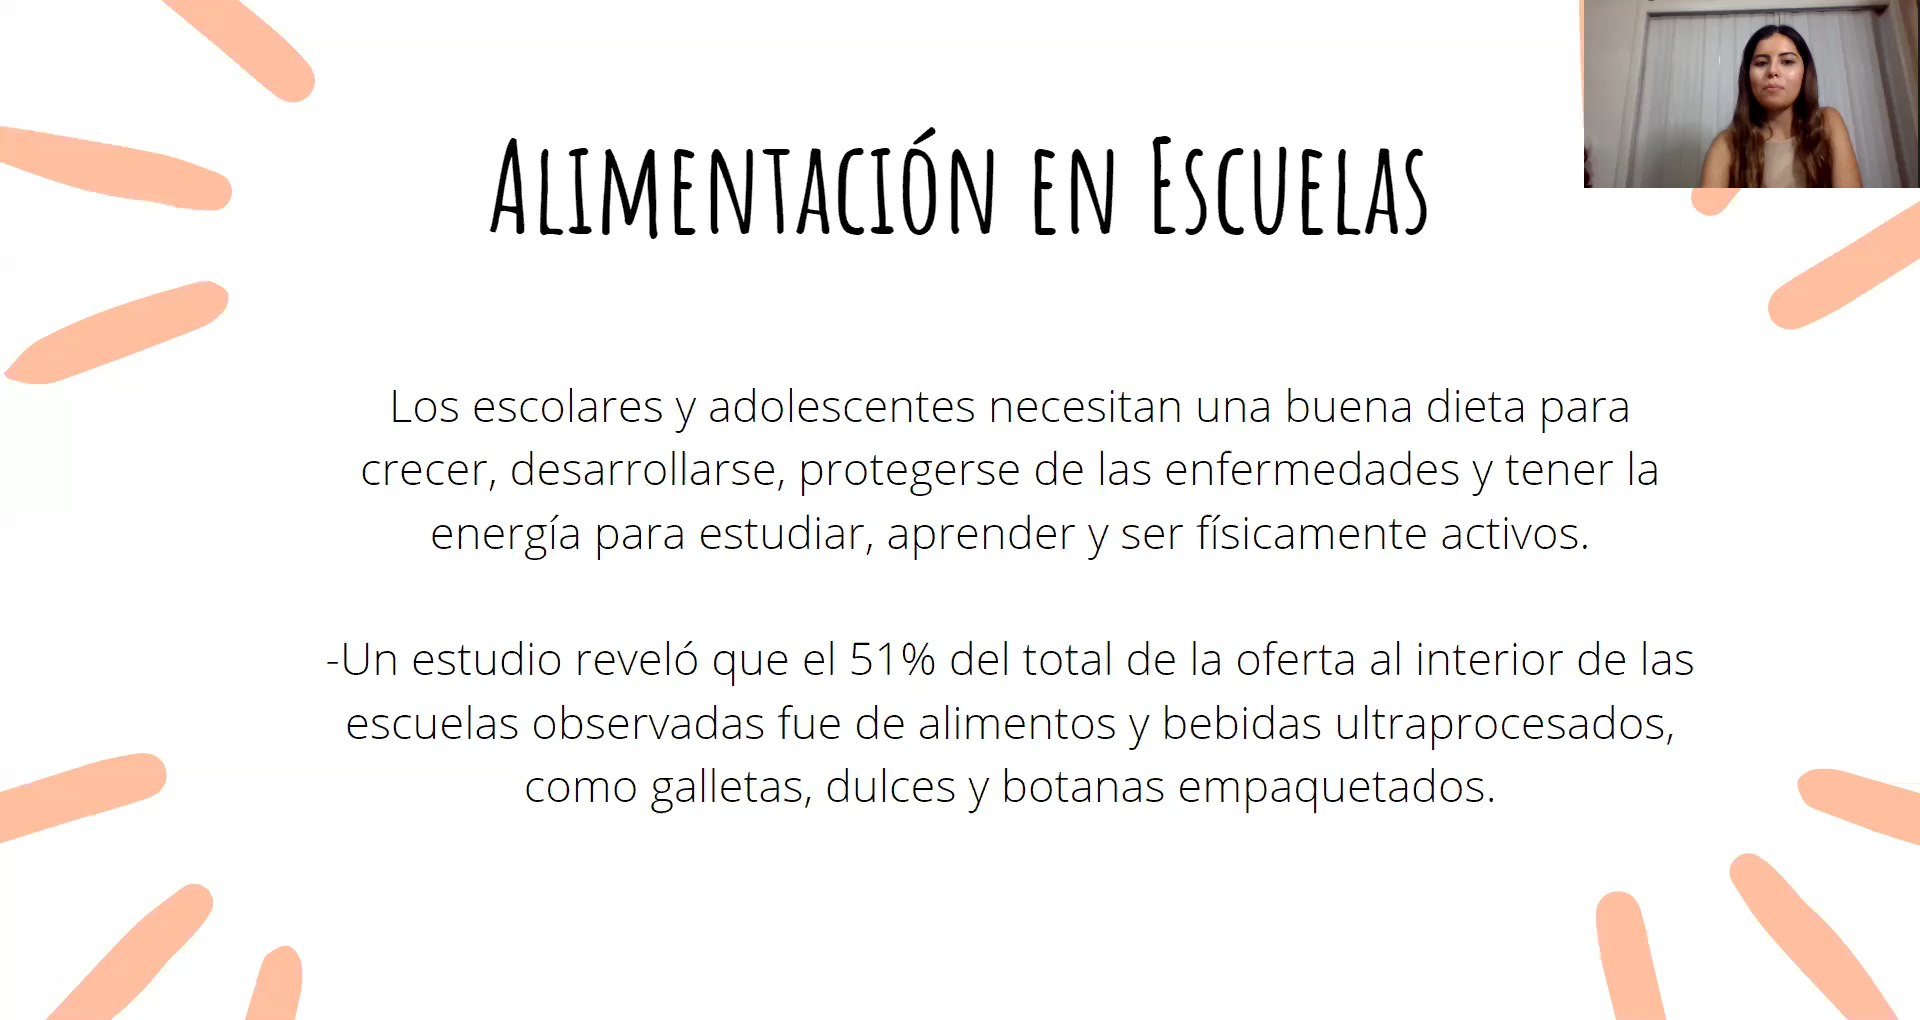 Alimentación en Escuelas
Los escolares y adolescentes necesitan una buena dieta para
crecer, desarrollarse, protegerse de las enfermedades y tener la
energía para estudiar, aprender y ser físicamente activos.
-Un estudio reveló que el 51% del total de la oferta al interior de las
escuelas observadas fue de alimentos y bebidas ultraprocesados,
como galletas, dulces y botanas empaquetados.